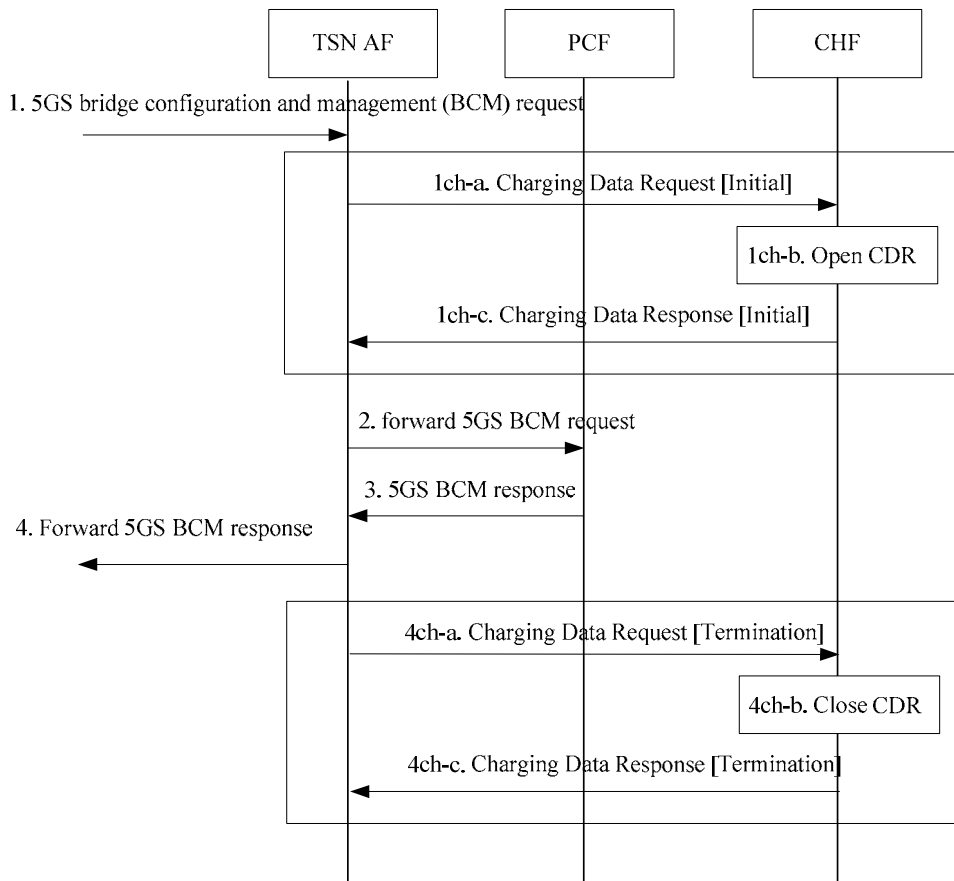 TSN AF
PCF
CHF
1. 5GS bridge configuration and management (BCM) request
1ch-a. Charging Data Request [Initial]
1ch-b. Open CDR
1ch-c. Charging Data Response [Initial]
2. forward 5GS BCM request
3. 5GS BCM response
4. Forward 5GS BCM response
4ch-a. Charging Data Request [Termination]
4ch-b. Close CDR
4ch-c. Charging Data Response [Termination]